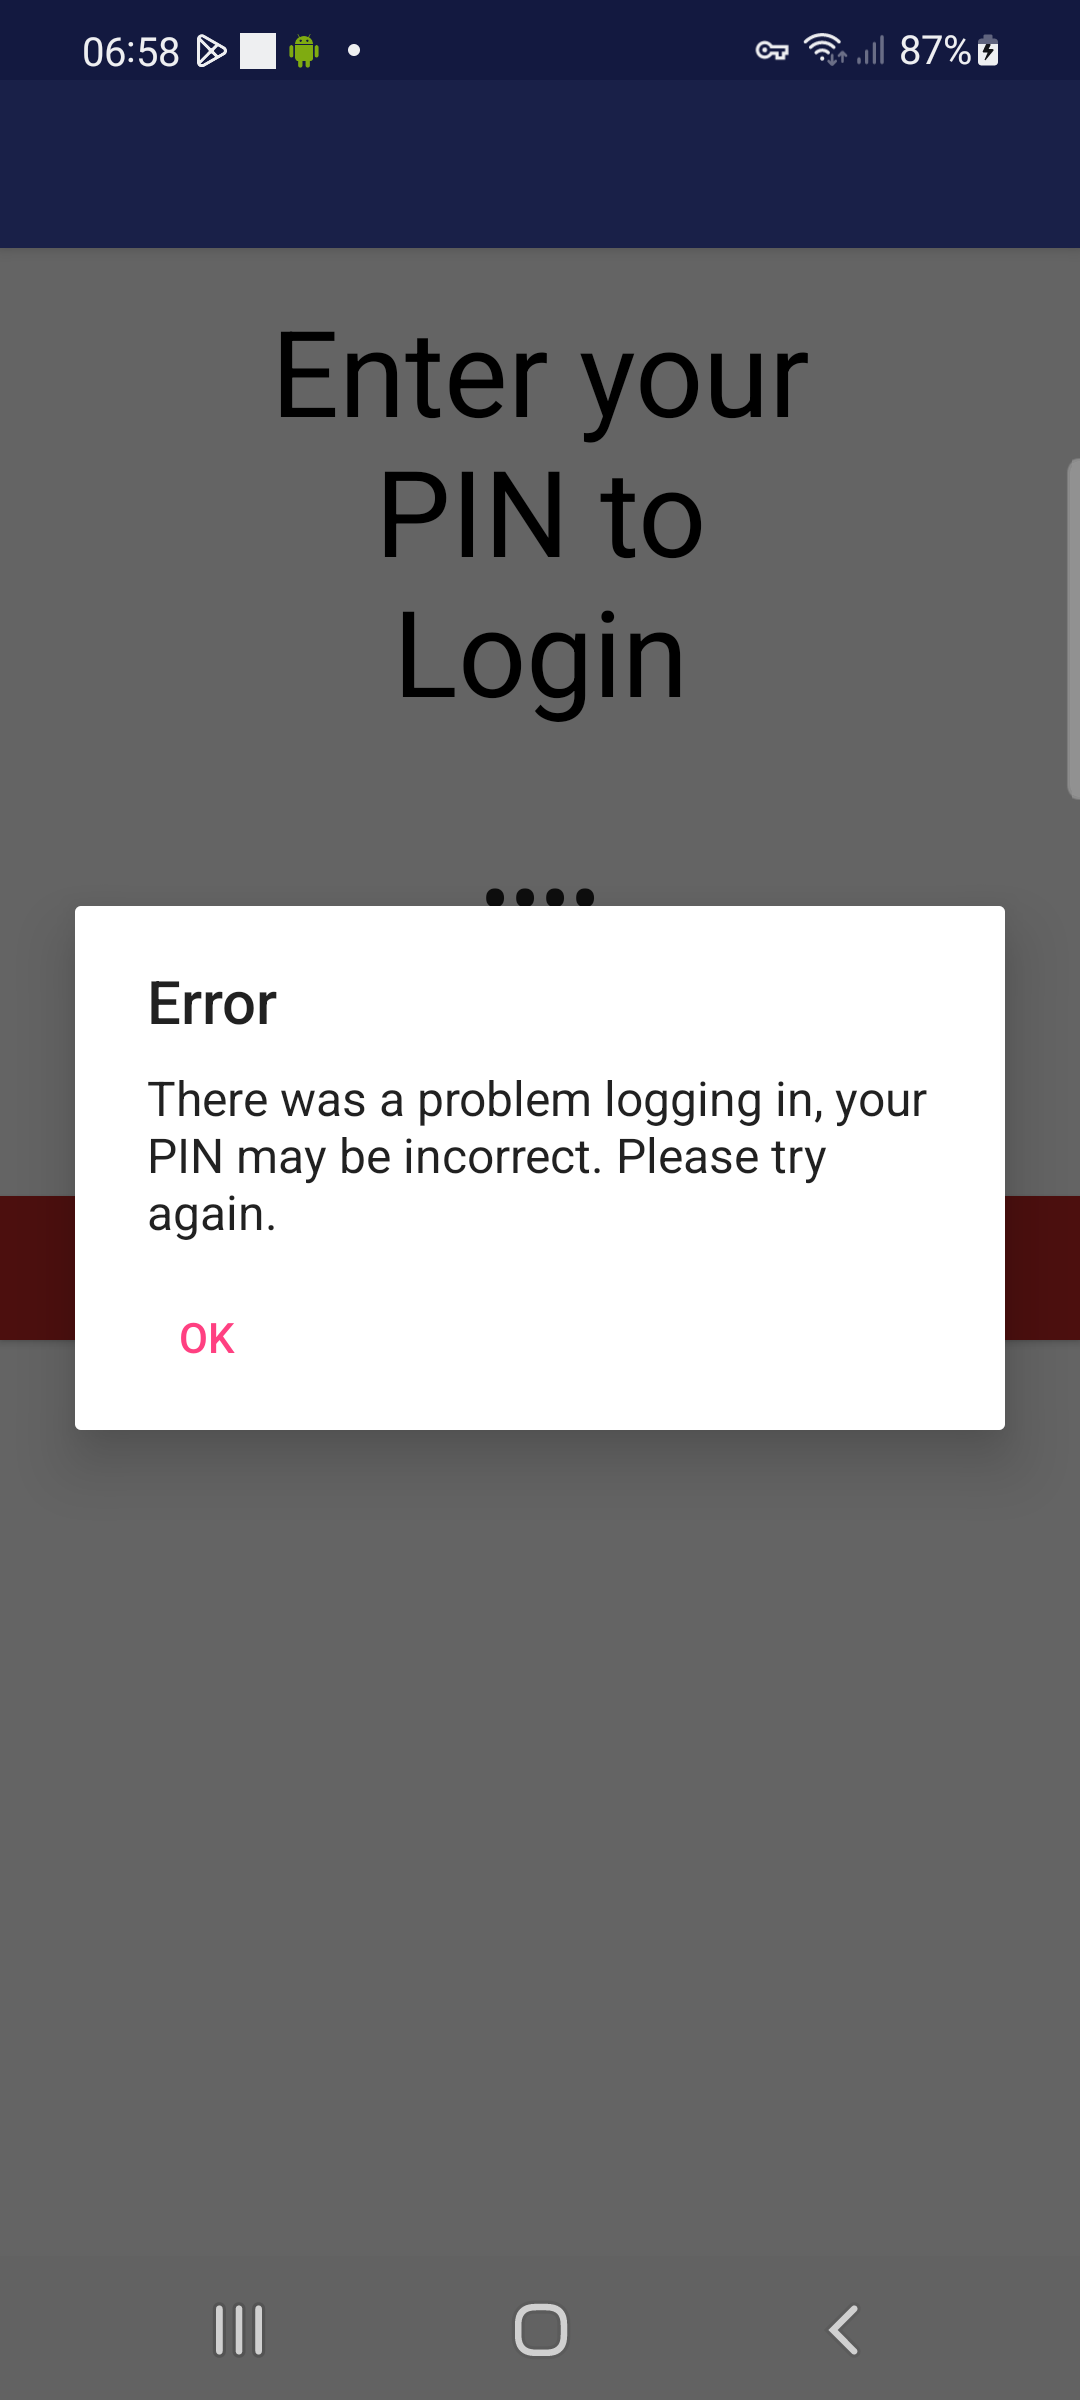 06:58 87%
Enter your
PIN to
Login
Error
There was a problem logging in, your
PIN may be incorrect. Please try
again.
OK